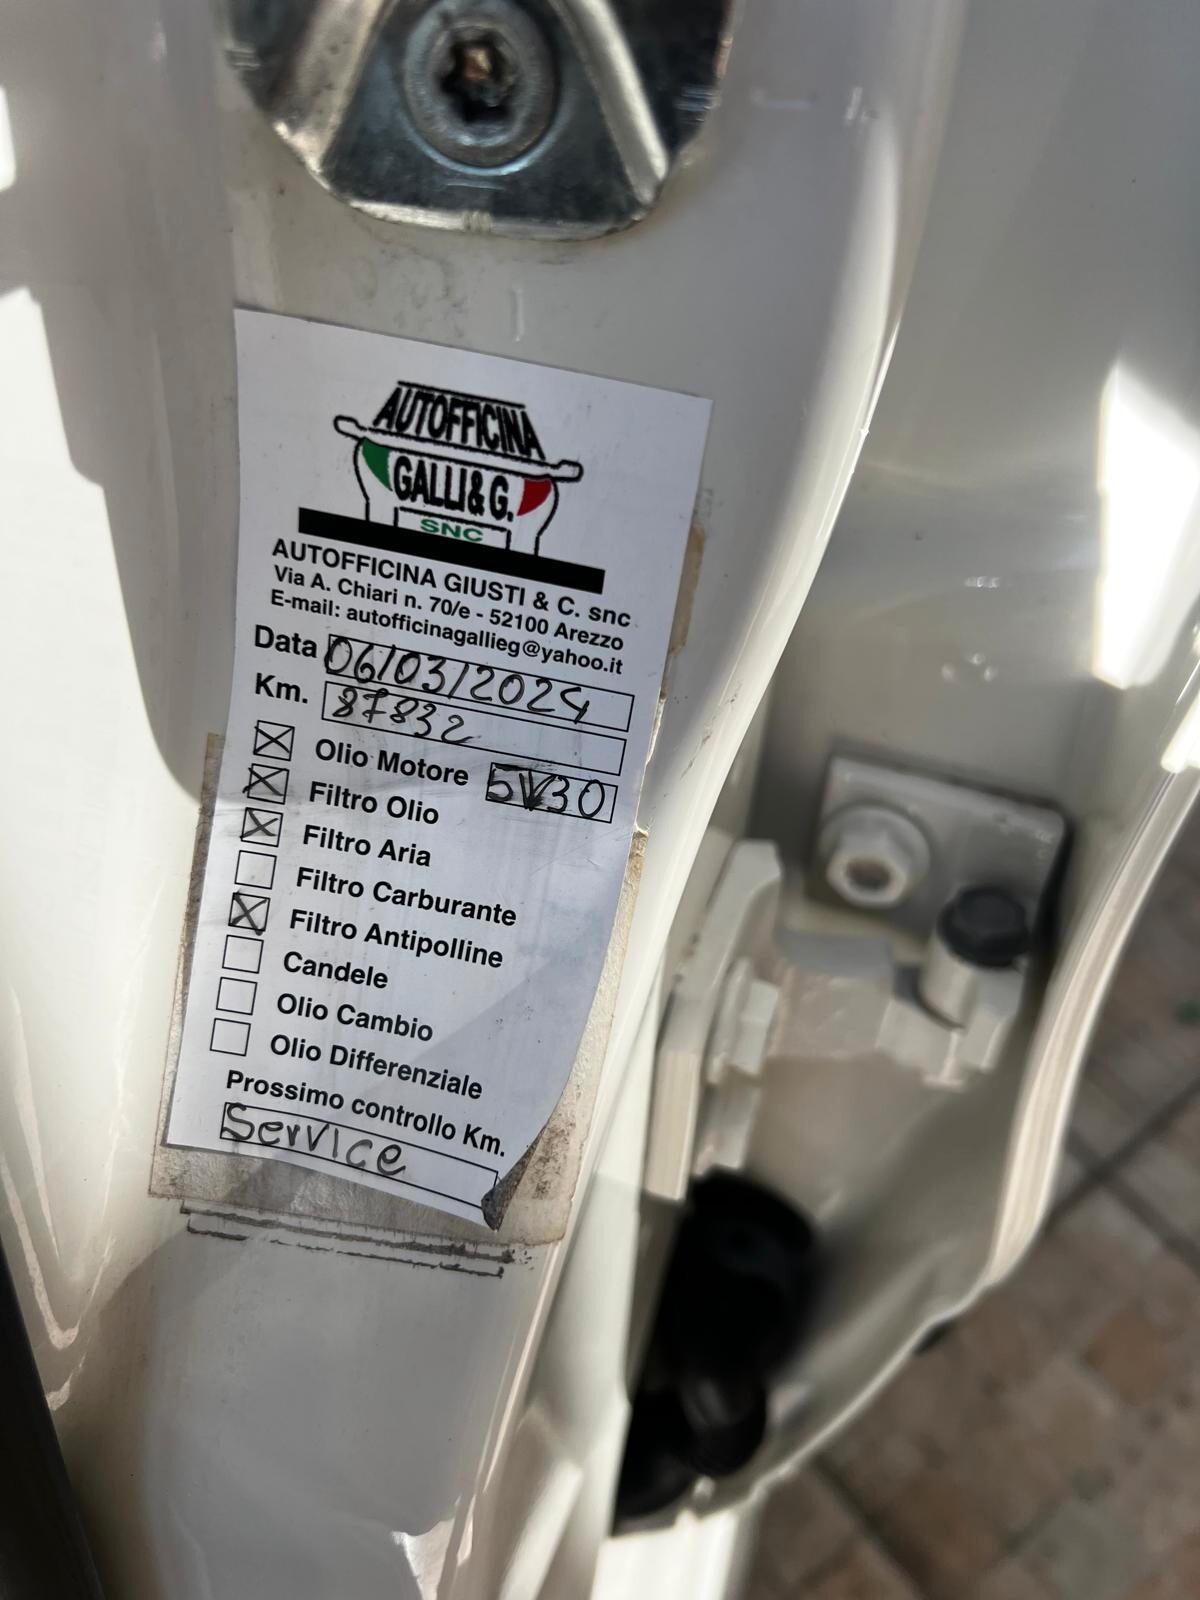 AUTOFFICINA
GALLI & G.
SNC
AUTOFFICINA GIUSTI & C. snc
Via A. Chiari n. 70/e - 52100 Arezzo
E-mail: autofficinagallieg@yahoo.it
Data 06/03/2024
Km. 87832
Olio Motore 5W30
Filtro Olio
Filtro Aria
Filtro Carburante
Filtro Antipolline
Candele
Olio Cambio
Olio Differenziale
Prossimo controllo Km.
Service